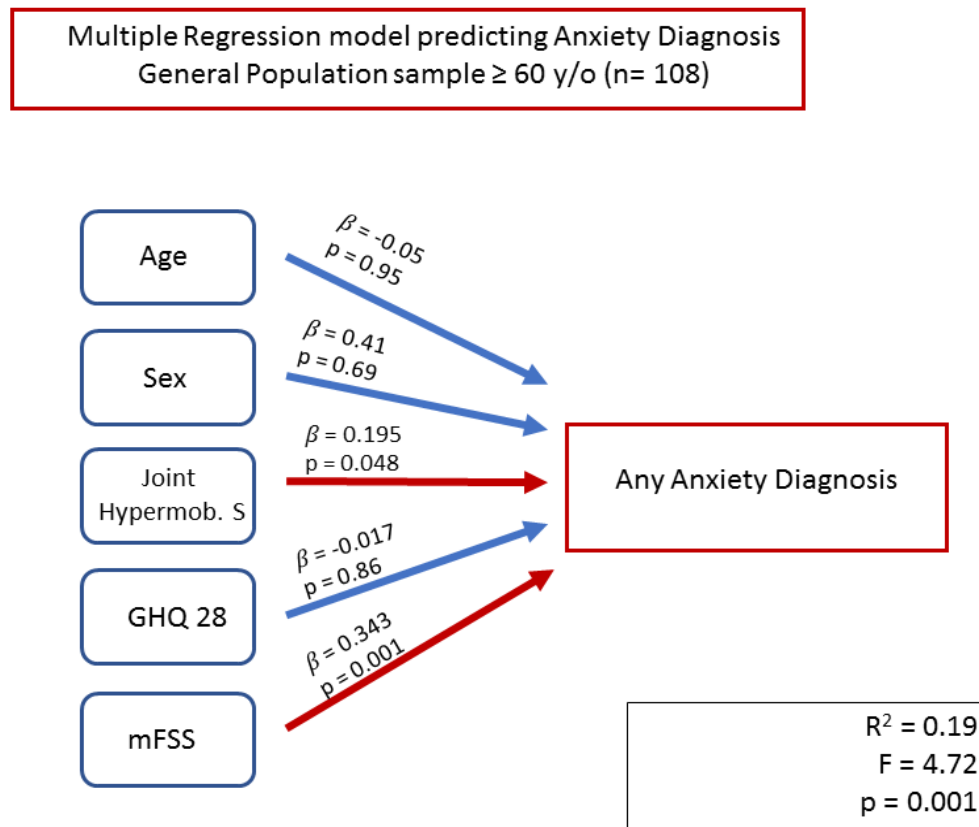 Multiple Regression model predicting Anxiety Diagnosis
General Population sample ≥ 60 y/o (n= 108)
Age
β = -0.05
p = 0.95
Sex
β = 0.41
p = 0.69
Joint
Hypermob. S
β = 0.195
p = 0.048
Any Anxiety Diagnosis
GHQ 28
β = -0.017
p = 0.86
mFSS
β = 0.343
p = 0.001
R² = 0.19
F = 4.72
p = 0.001